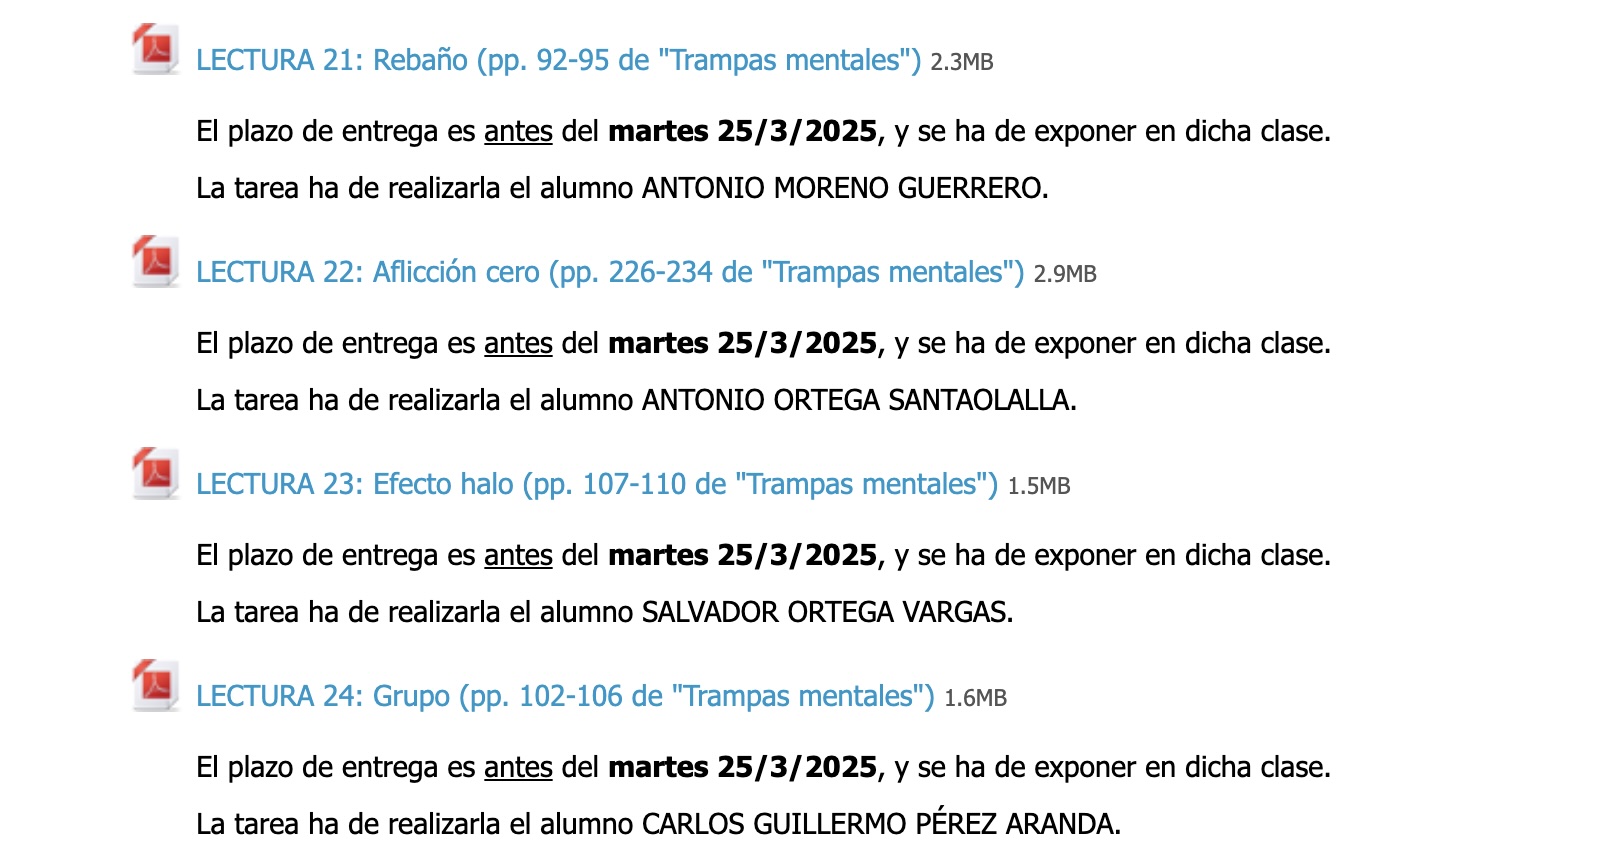 LECTURA 21: Rebaño (pp. 92-95 de "Trampas mentales") 2.3MB
El plazo de entrega es antes del martes 25/3/2025, y se ha de exponer en dicha clase.
La tarea ha de realizarla el alumno ANTONIO MORENO GUERRERO.
LECTURA 22: Aflicción cero (pp. 226-234 de "Trampas mentales") 2.9MB
El plazo de entrega es antes del martes 25/3/2025, y se ha de exponer en dicha clase.
La tarea ha de realizarla el alumno ANTONIO ORTEGA SANTAOLALLA.
LECTURA 23: Efecto halo (pp. 107-110 de "Trampas mentales") 1.5MB
El plazo de entrega es antes del martes 25/3/2025, y se ha de exponer en dicha clase.
La tarea ha de realizarla el alumno SALVADOR ORTEGA VARGAS.
LECTURA 24: Grupo (pp. 102-106 de "Trampas mentales") 1.6MB
El plazo de entrega es antes del martes 25/3/2025, y se ha de exponer en dicha clase.
La tarea ha de realizarla el alumno CARLOS GUILLERMO PÉREZ ARANDA.